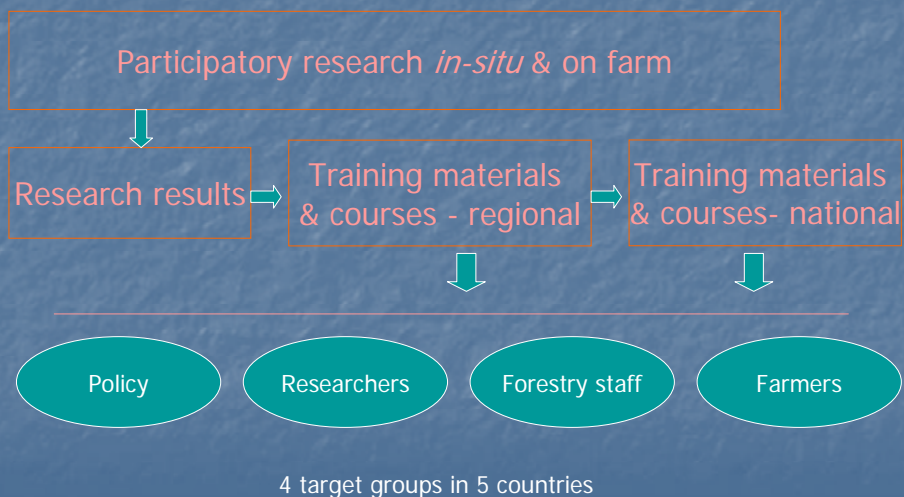 Participatory research in-situ & on farm
Research results
Training materials
& courses - regional
Training materials
& courses- national
Policy
Researchers
Forestry staff
Farmers
4 target groups in 5 countries